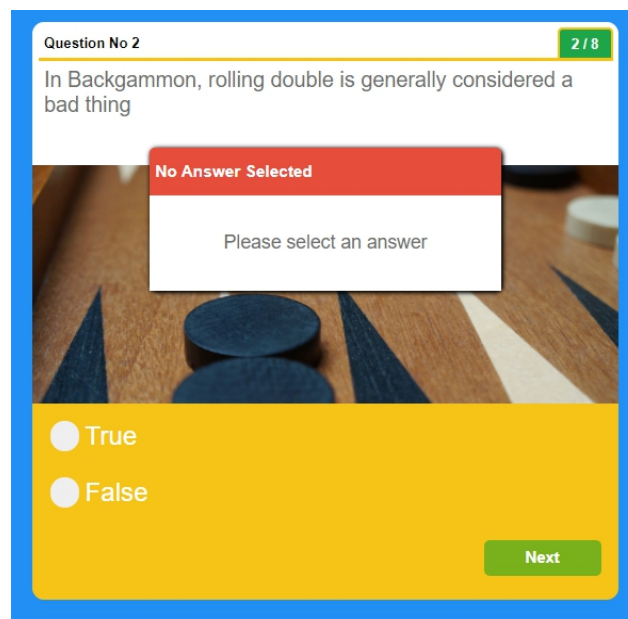 Question No 2
2 / 8
In Backgammon, rolling double is generally considered a
bad thing
No Answer Selected
Please select an answer
True
False
Next